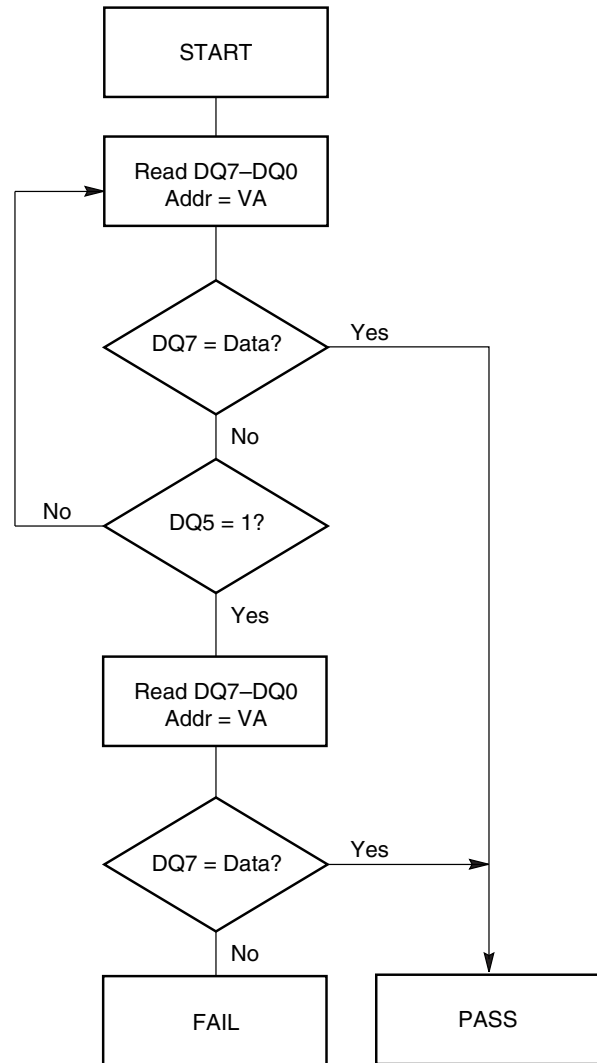 START
Read DQ7–DQ0
Addr = VA
DQ7 = Data?
Yes
No
No
DQ5 = 1?
Yes
Read DQ7–DQ0
Addr = VA
DQ7 = Data?
Yes
No
FAIL
PASS